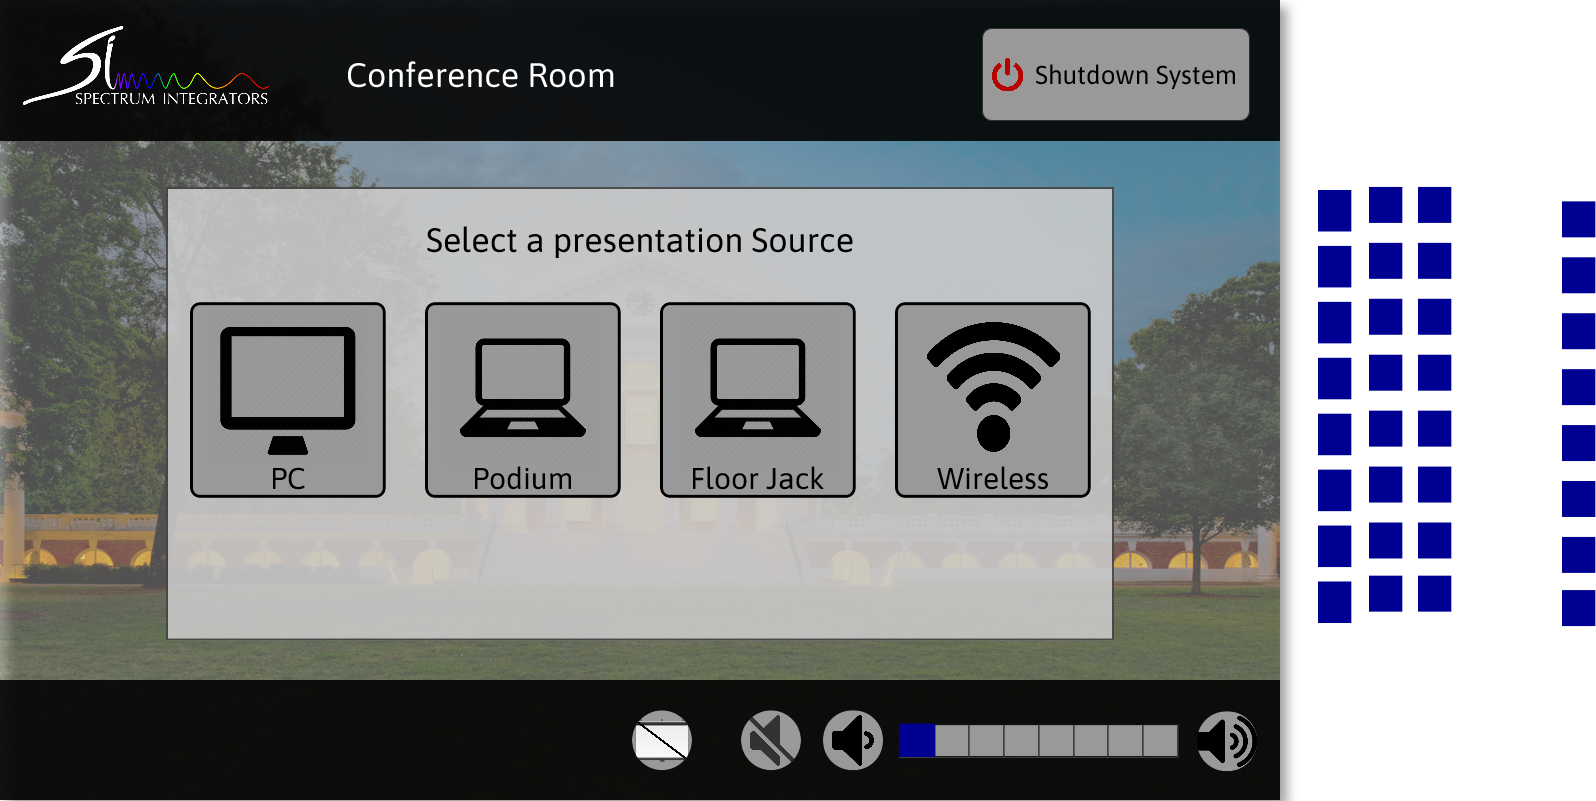 Si
SPECTRUM INTEGRATORS
Conference Room
Shutdown System
Select a presentation Source
PC
Podium
Floor Jack
Wireless